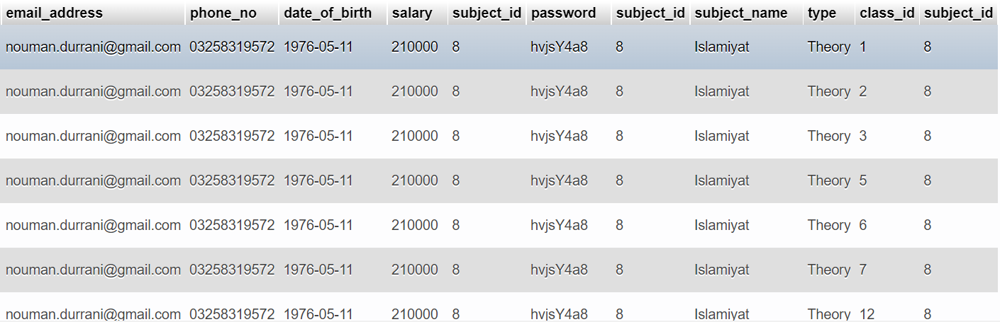 email_address phone_no date_of_birth salary subject_id password subject_id subject_name type class_id subject_id
nouman.durrani@gmail.com 03258319572 1976-05-11 210000 8 hvjsY4a8 8 Islamiyat Theory 1 8
nouman.durrani@gmail.com 03258319572 1976-05-11 210000 8 hvjsY4a8 8 Islamiyat Theory 2 8
nouman.durrani@gmail.com 03258319572 1976-05-11 210000 8 hvjsY4a8 8 Islamiyat Theory 3 8
nouman.durrani@gmail.com 03258319572 1976-05-11 210000 8 hvjsY4a8 8 Islamiyat Theory 5 8
nouman.durrani@gmail.com 03258319572 1976-05-11 210000 8 hvjsY4a8 8 Islamiyat Theory 6 8
nouman.durrani@gmail.com 03258319572 1976-05-11 210000 8 hvjsY4a8 8 Islamiyat Theory 7 8
nouman.durrani@gmail.com 03258319572 1976-05-11 210000 8 hvjsY4a8 8 Islamiyat Theory 12 8